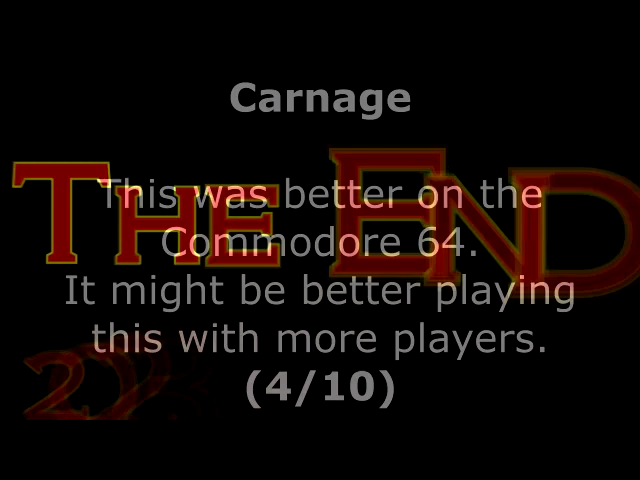 Carnage
THE END
This was better on the
Commodore 64.
It might be better playing
this with more players.
(4/10)